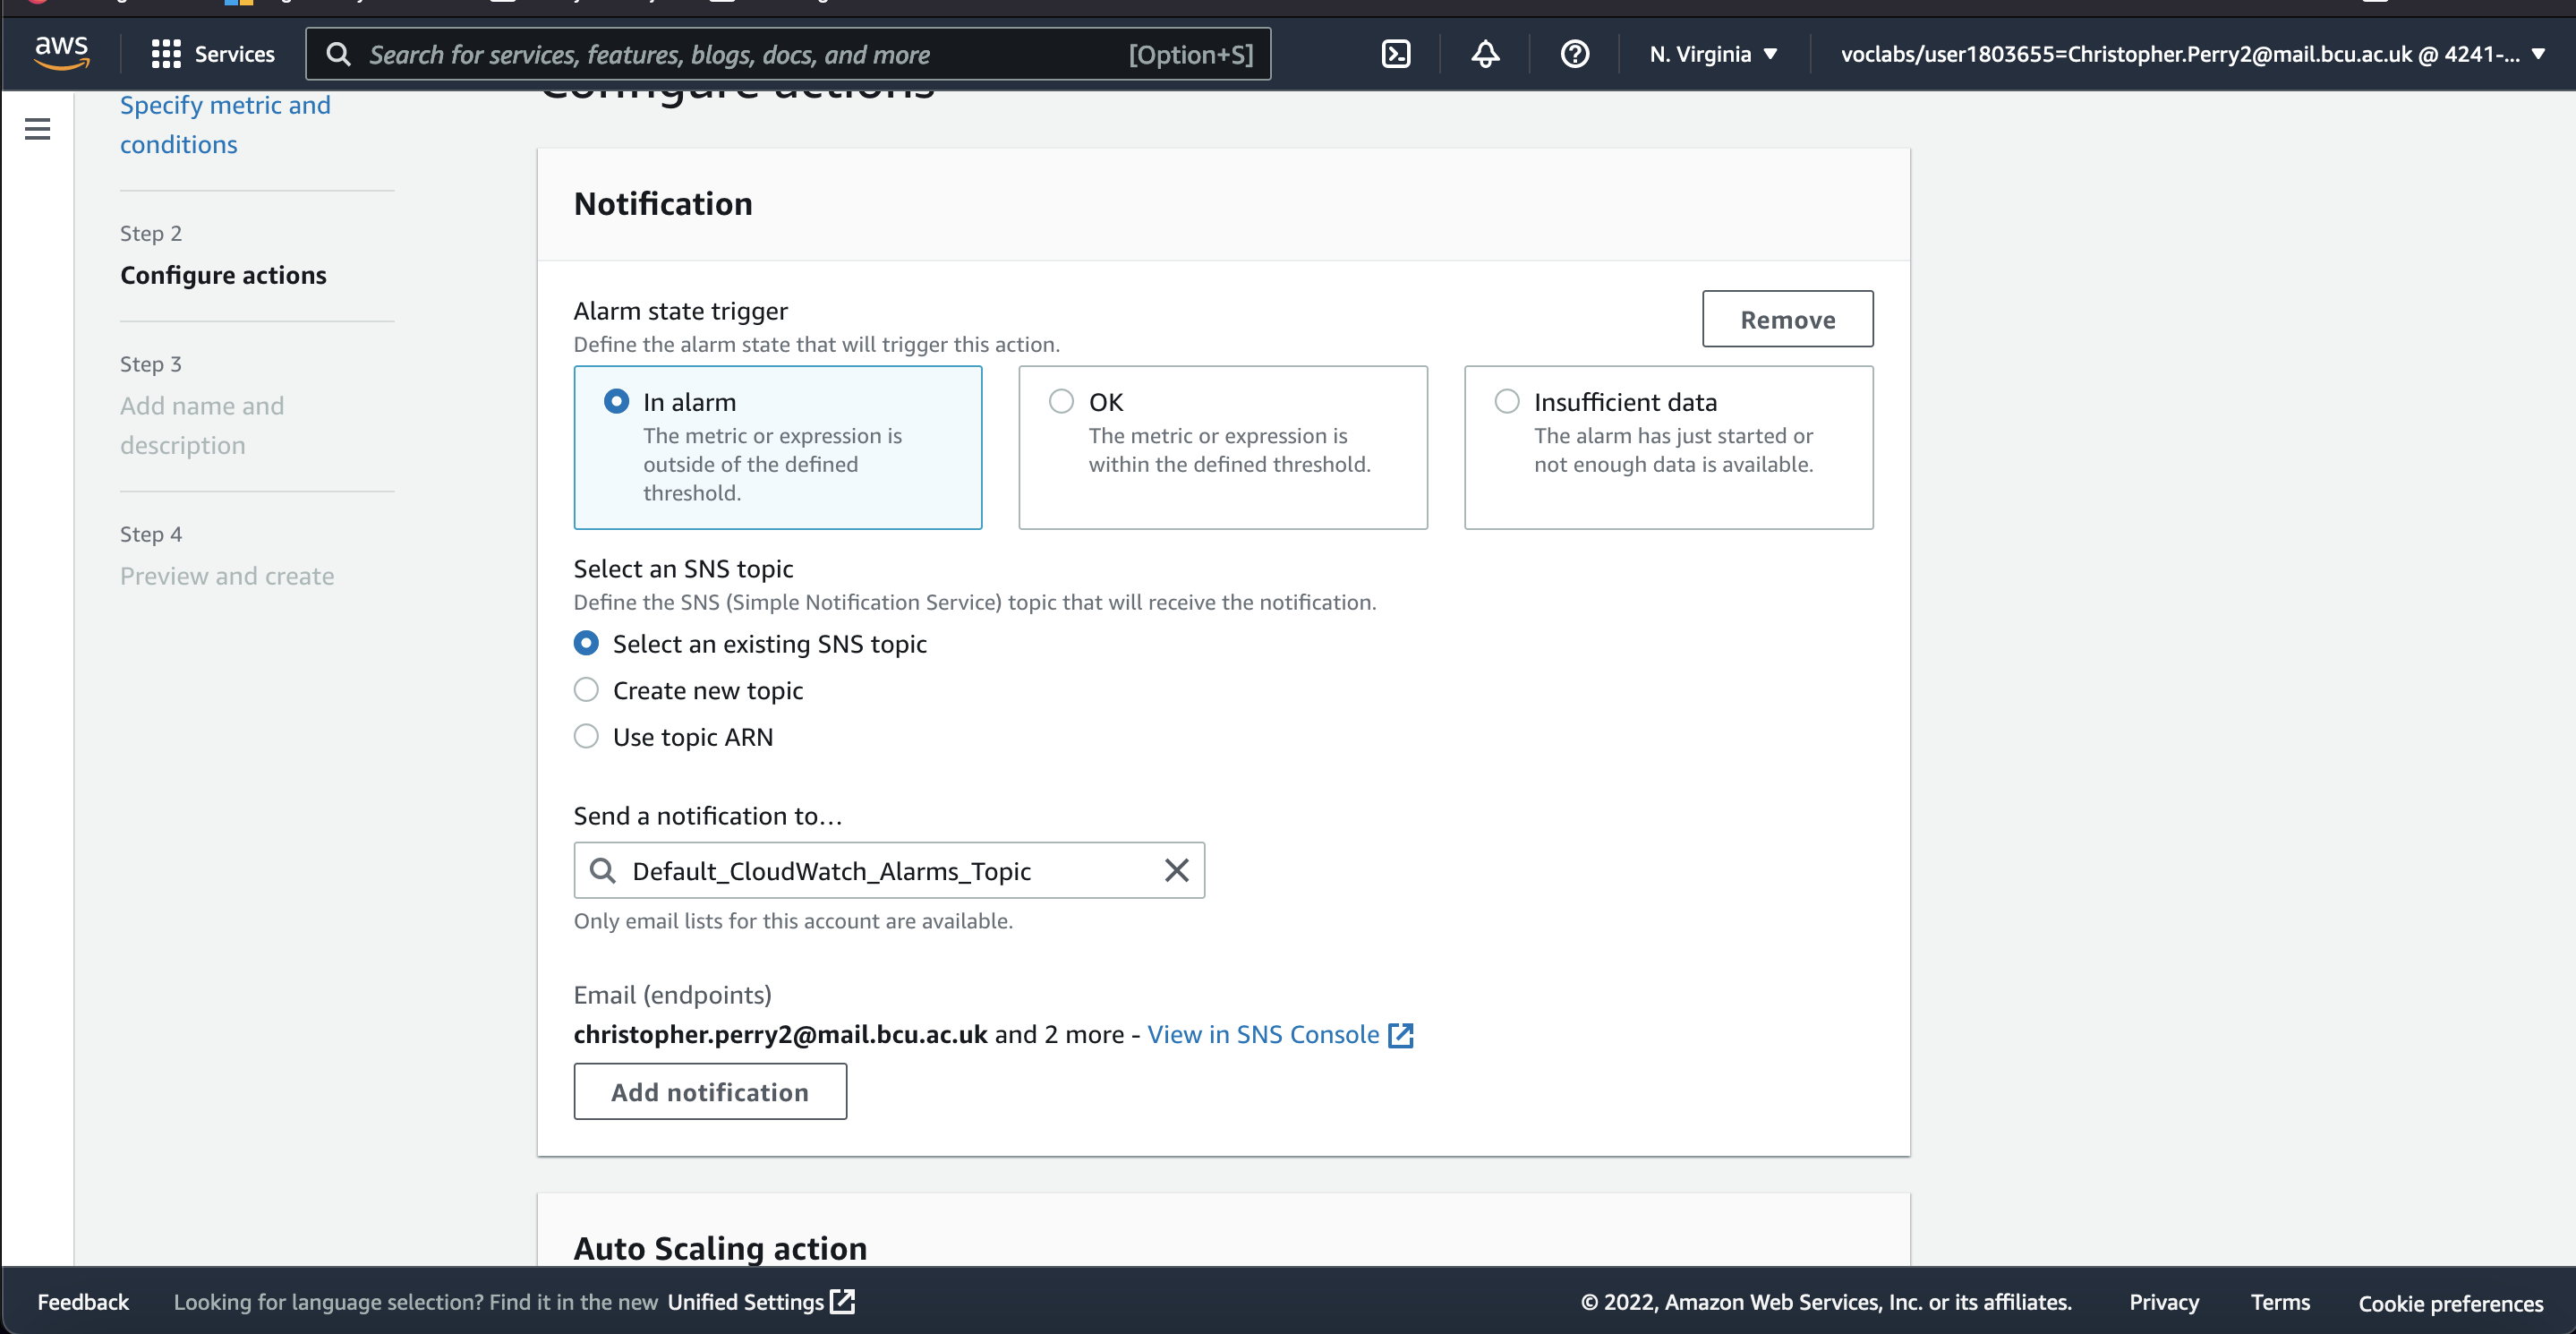 aws
Services
Search for services, features, blogs, docs, and more
[Option+S]
N. Virginia
voclabs/user1803655=Christopher.Perry2@mail.bcu.ac.uk @ 4241-...
Specify metric and
conditions
Step 2
Configure actions
Step 3
Add name and
description
Step 4
Preview and create
Configure actions
Notification
Alarm state trigger
Define the alarm state that will trigger this action.
Remove
In alarm
The metric or expression is
outside of the defined
threshold.
OK
The metric or expression is
within the defined threshold.
Insufficient data
The alarm has just started or
not enough data is available.
Select an SNS topic
Define the SNS (Simple Notification Service) topic that will receive the notification.
Select an existing SNS topic
Create new topic
Use topic ARN
Send a notification to…
Default_CloudWatch_Alarms_Topic
Only email lists for this account are available.
Email (endpoints)
christopher.perry2@mail.bcu.ac.uk and 2 more - View in SNS Console
Add notification
Auto Scaling action
Feedback
Looking for language selection? Find it in the new Unified Settings
© 2022, Amazon Web Services, Inc. or its affiliates.
Privacy
Terms
Cookie preferences